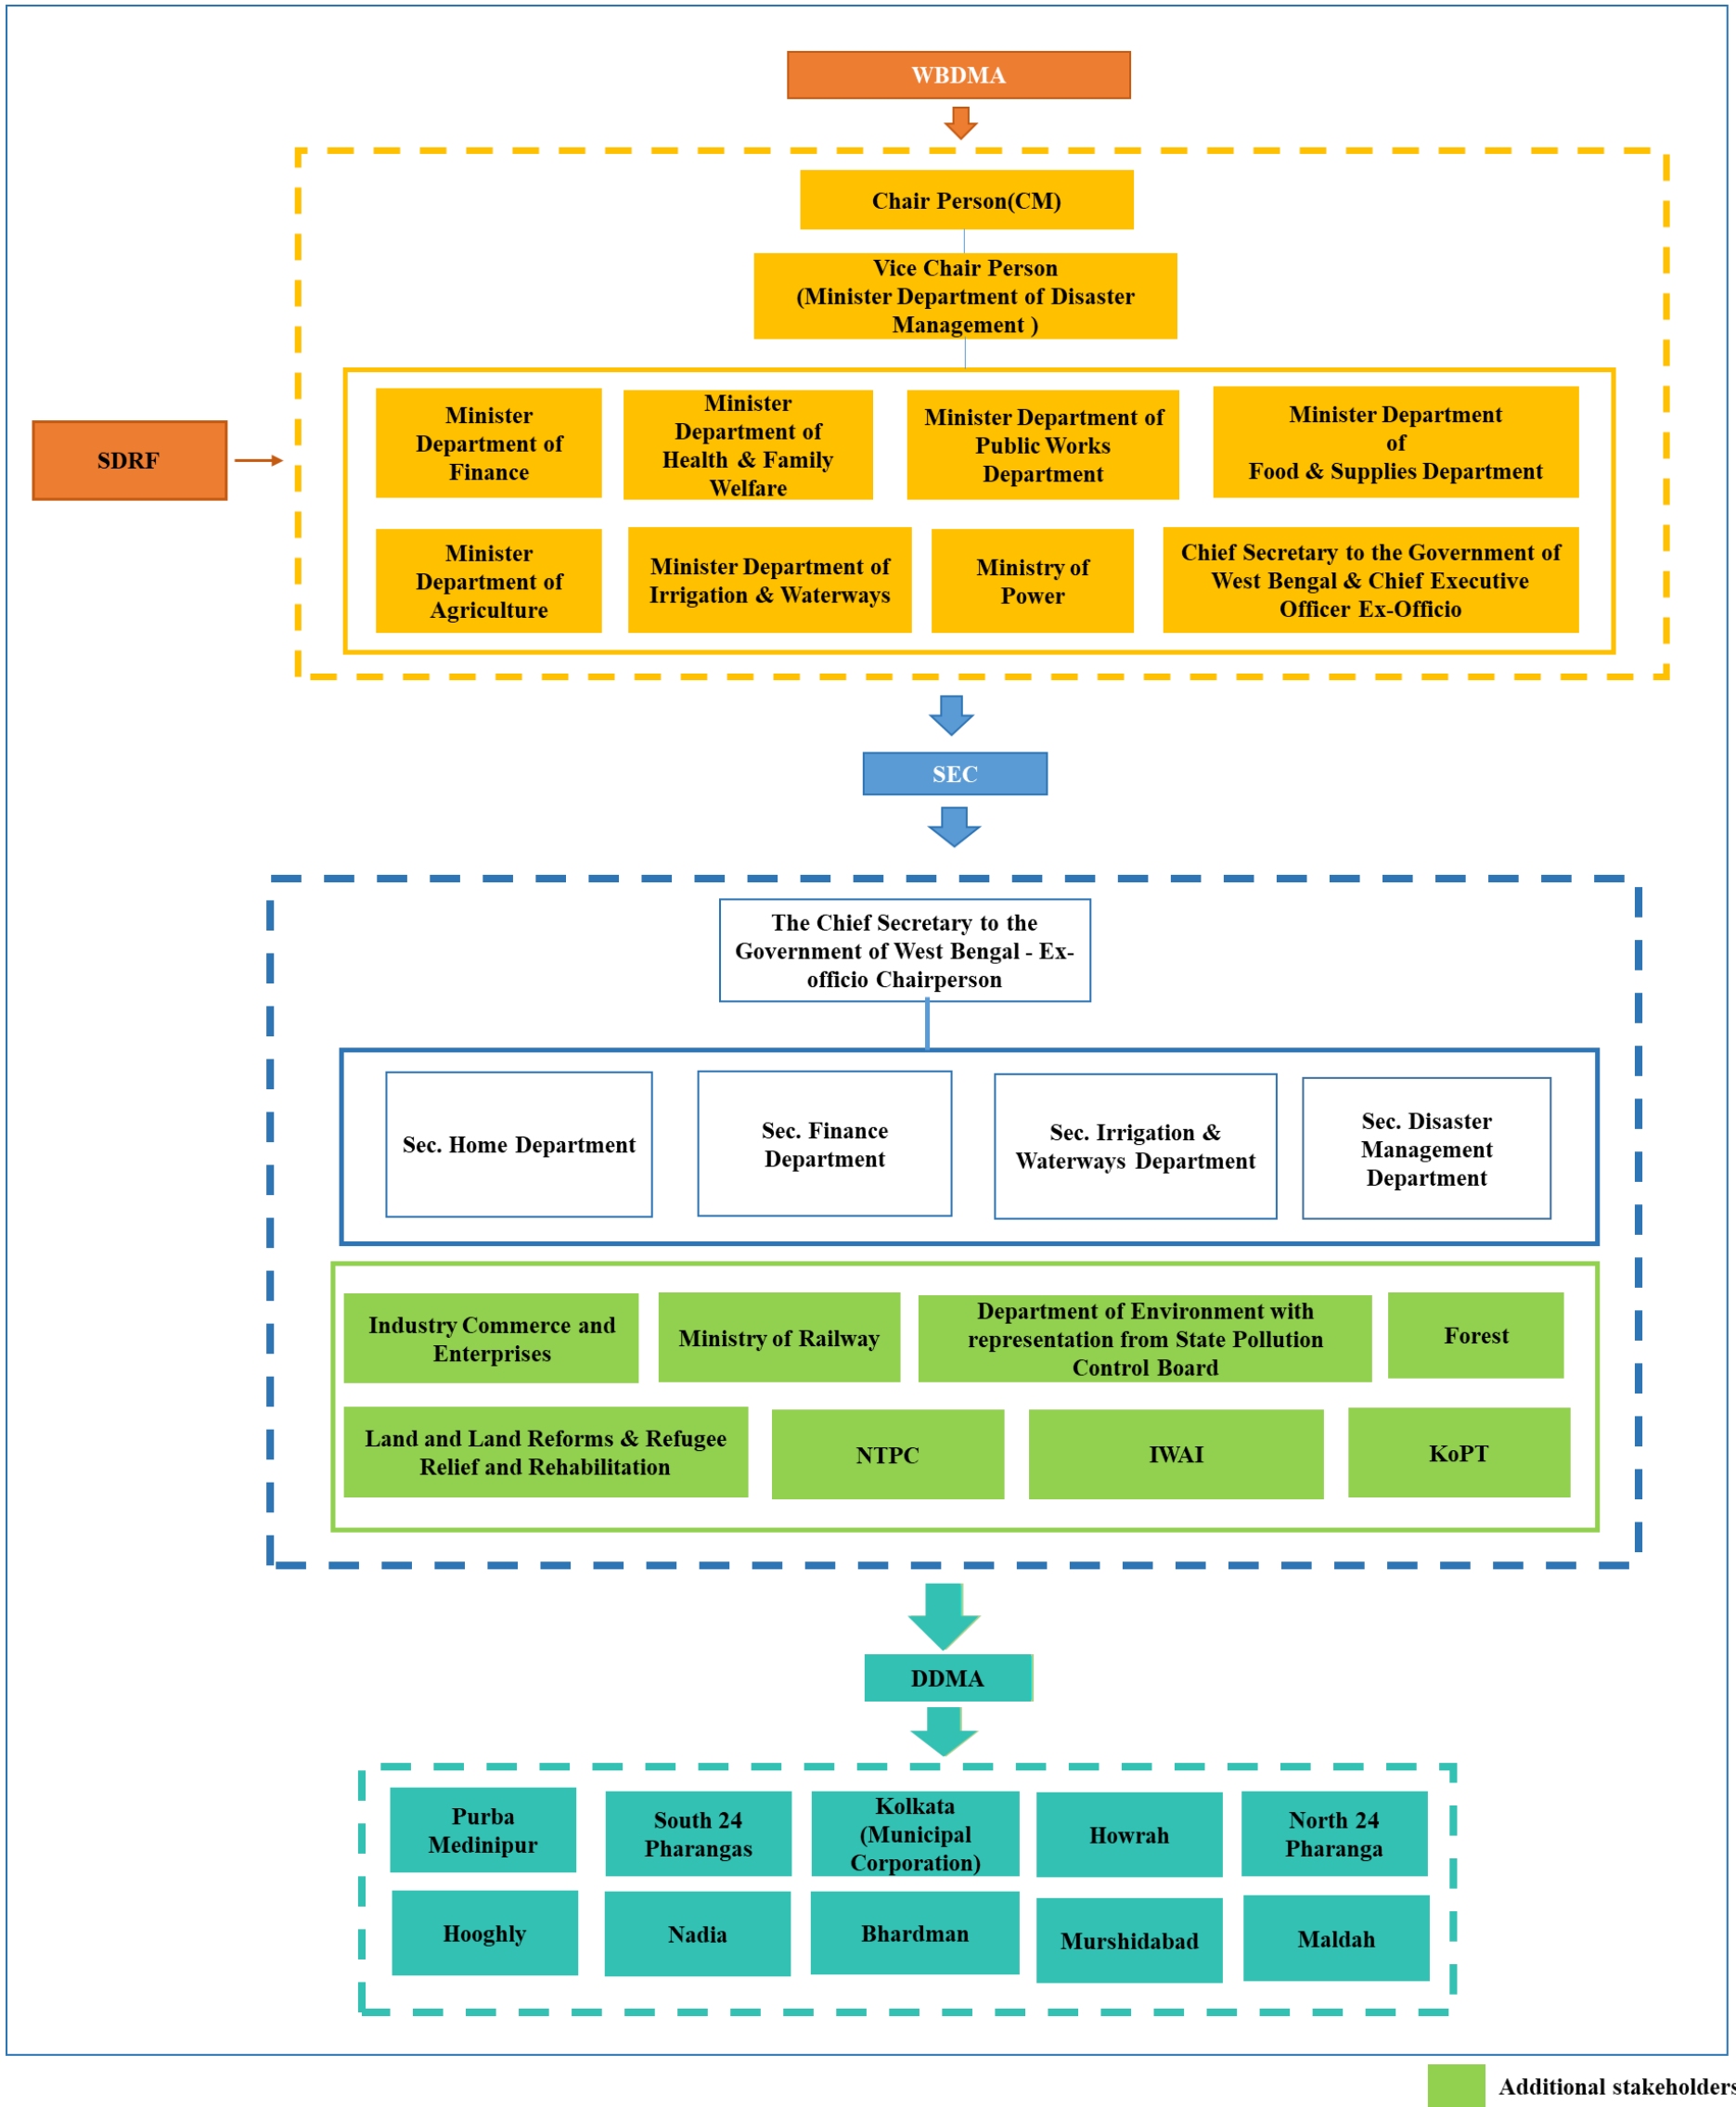 WBDMA
Chair Person(CM)
Vice Chair Person
(Minister Department of Disaster
Management )
SDRF
Minister
Department of
Finance
Minister
Department of
Health & Family
Welfare
Minister Department of
Public Works
Department
Minister Department
of
Food & Supplies Department
Minister
Department of
Agriculture
Minister Department of
Irrigation & Waterways
Ministry of
Power
Chief Secretary to the Government of
West Bengal & Chief Executive
Officer Ex-Officio
SEC
The Chief Secretary to the
Government of West Bengal - Ex-
officio Chairperson
Sec. Home Department
Sec. Finance
Department
Sec. Irrigation &
Waterways Department
Sec. Disaster
Management
Department
Industry Commerce and
Enterprises
Ministry of Railway
Department of Environment with
representation from State Pollution
Control Board
Forest
Land and Land Reforms & Refugee
Relief and Rehabilitation
NTPC
IWAI
KoPT
DDMA
Purba
Medinipur
South 24
Pharangas
Kolkata
(Municipal
Corporation)
Howrah
North 24
Pharanga
Hooghly
Nadia
Bhardman
Murshidabad
Maldah
Additional stakeholders